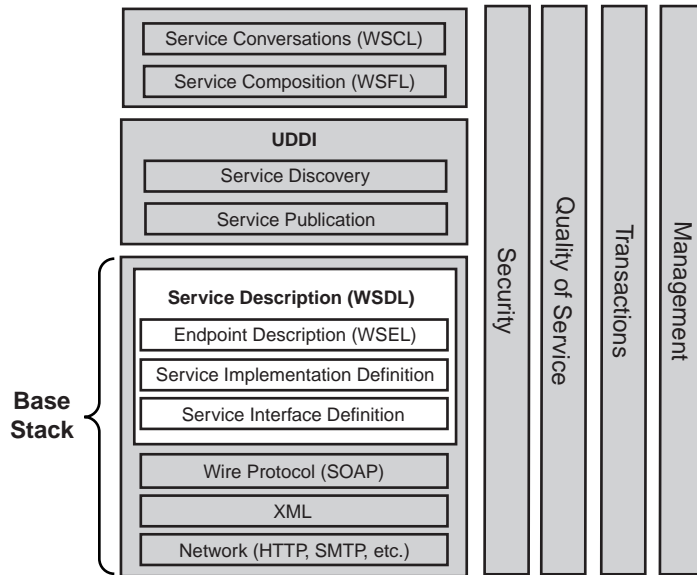 Service Conversations (WSCL)
Service Composition (WSFL)
UDDI
Service Discovery
Service Publication
Service Description (WSDL)
Endpoint Description (WSEL)
Service Implementation Definition
Service Interface Definition
Wire Protocol (SOAP)
XML
Network (HTTP, SMTP, etc.)
Base
Stack
Security
Quality of Service
Transactions
Management